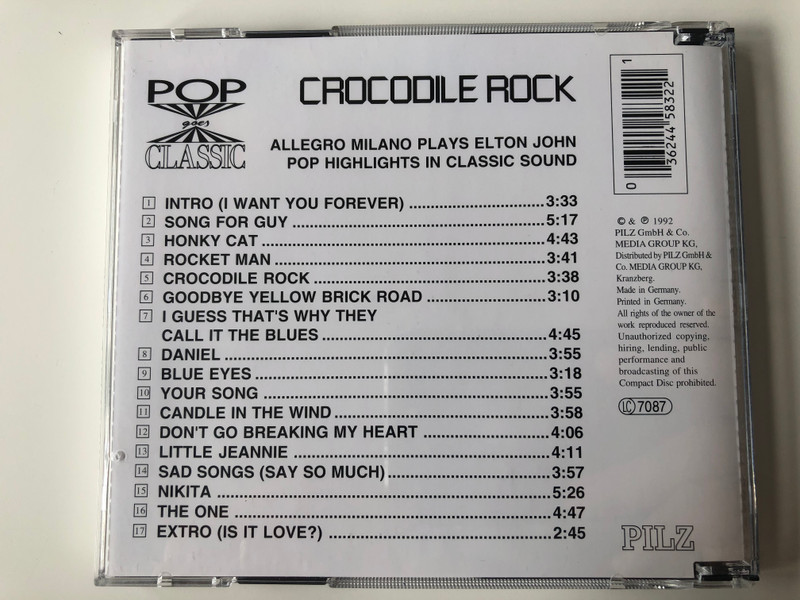 POP
goes
CLASSIC
CROCODILE ROCK
ALLEGRO MILANO PLAYS ELTON JOHN
POP HIGHLIGHTS IN CLASSIC SOUND
1 INTRO (I WANT YOU FOREVER) ........................... 3:33
2 SONG FOR GUY ................................................... 5:17
3 HONKY CAT ......................................................... 4:43
4 ROCKET MAN ...................................................... 3:41
5 CROCODILE ROCK .............................................. 3:38
6 GOODBYE YELLOW BRICK ROAD ........................ 3:10
7 I GUESS THAT'S WHY THEY
CALL IT THE BLUES ............................................. 4:45
8 DANIEL ................................................................ 3:55
9 BLUE EYES .......................................................... 3:18
10 YOUR SONG ......................................................... 3:55
11 CANDLE IN THE WIND .......................................... 3:58
12 DON'T GO BREAKING MY HEART ......................... 4:06
13 LITTLE JEANNIE ................................................... 4:11
14 SAD SONGS (SAY SO MUCH) ................................ 3:57
15 NIKITA .................................................................. 5:26
16 THE ONE ............................................................... 4:47
17 EXTRO (IS IT LOVE?) ............................................ 2:45
0 36244 58322 1
© & ℗ 1992
PILZ GmbH & Co.
MEDIA GROUP KG,
Distributed by PILZ GmbH &
Co. MEDIA GROUP KG,
Kranzberg.
Made in Germany.
Printed in Germany.
All rights of the owner of the
work reproduced reserved.
Unauthorized copying,
hiring, lending, public
performance and
broadcasting of this
Compact Disc prohibited.
LC 7087
PILZ